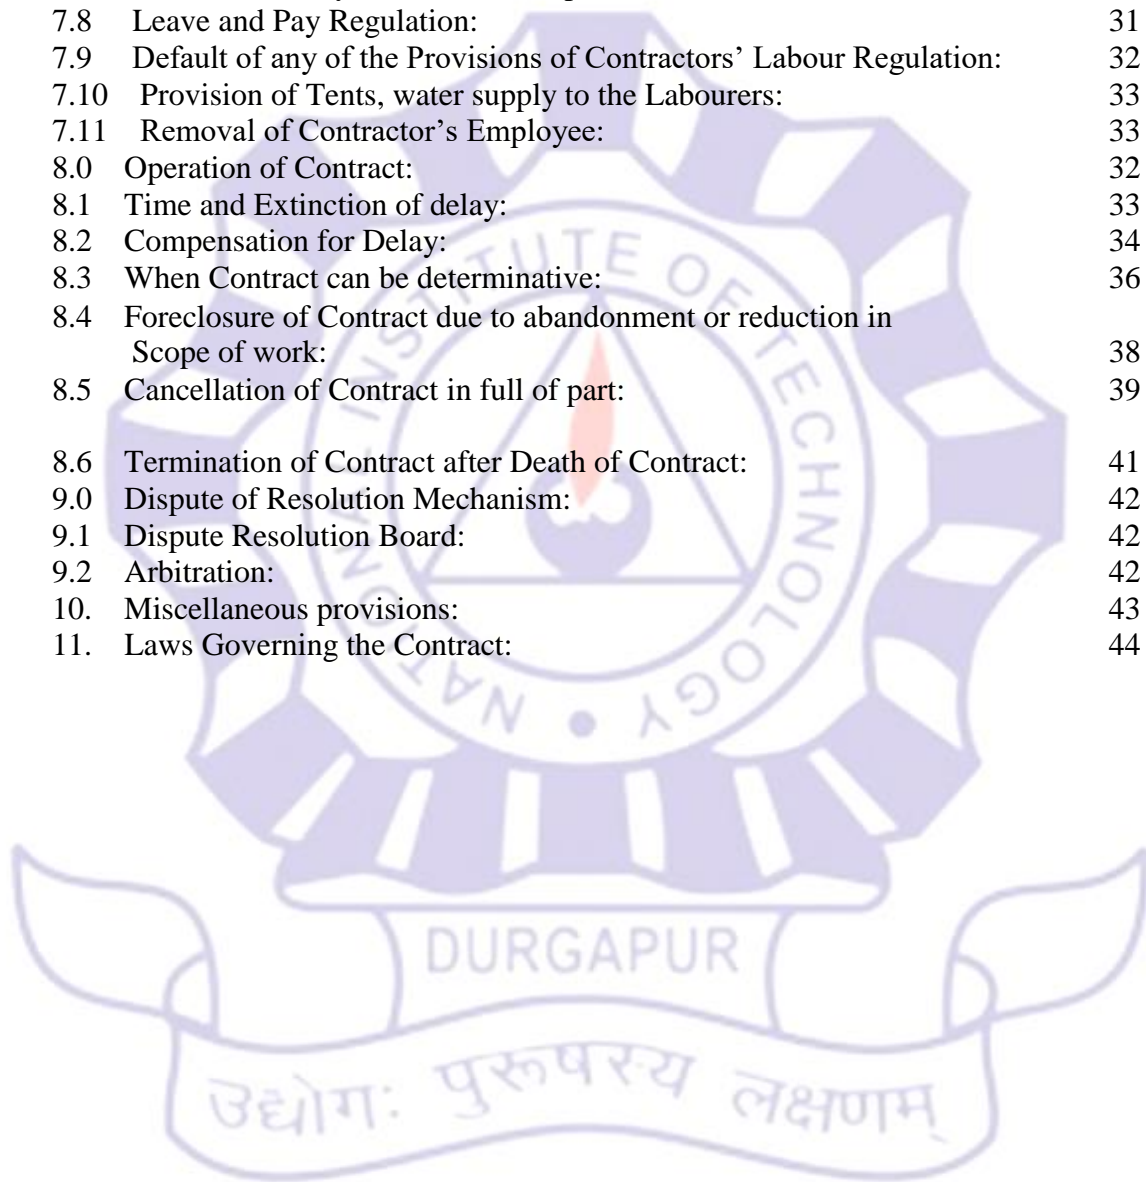 7.8 Leave and Pay Regulation: 31
7.9 Default of any of the Provisions of Contractors' Labour Regulation: 32
7.10 Provision of Tents, water supply to the Labourers: 33
7.11 Removal of Contractor's Employee: 33
8.0 Operation of Contract: 32
8.1 Time and Extinction of delay: 33
8.2 Compensation for Delay: 34
8.3 When Contract can be determinative: 36
8.4 Foreclosure of Contract due to abandonment or reduction in
Scope of work: 38
8.5 Cancellation of Contract in full of part: 39
8.6 Termination of Contract after Death of Contract: 41
9.0 Dispute of Resolution Mechanism: 42
9.1 Dispute Resolution Board: 42
9.2 Arbitration: 42
10. Miscellaneous provisions: 43
11. Laws Governing the Contract: 44
NATIONAL INSTITUTE OF TECHNOLOGY
DURGAPUR
उद्योगः पुरूषस्य लक्षणम्